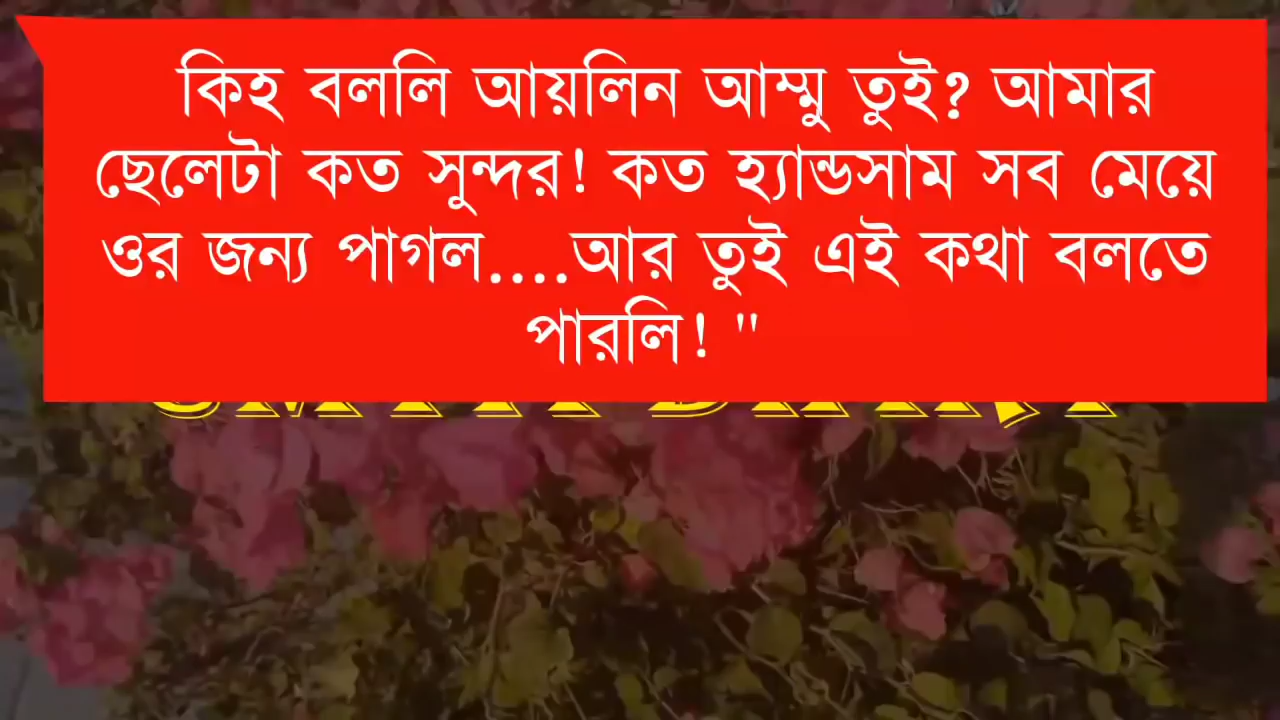 কিহ বললি আয়লিন আম্মু তুই? আমার
ছেলেটা কত সুন্দর! কত হ্যান্ডসাম সব মেয়ে
ওর জন্য পাগল....আর তুই এই কথা বলতে
পারলি! "